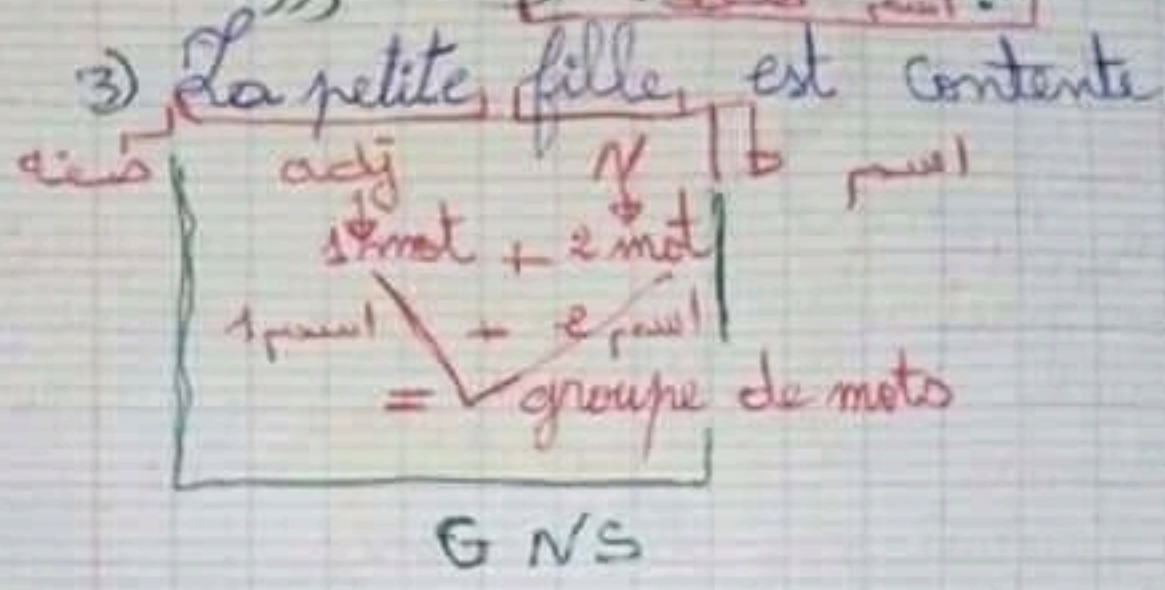 3) La petite fille est contente
صفة adj N اسم
1 mot + 2 mot
1 اسم + 2 اسم
= groupe de mots
GNS